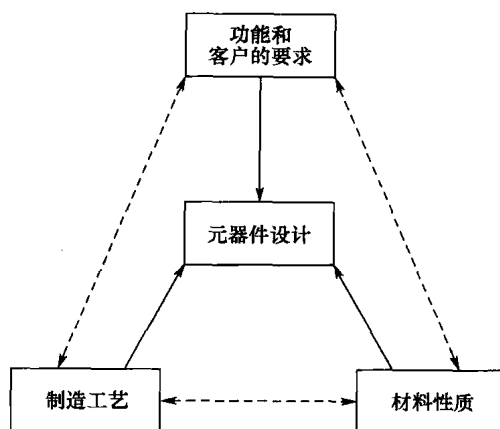 功能和
客户的要求
元器件设计
制造工艺
材料性质